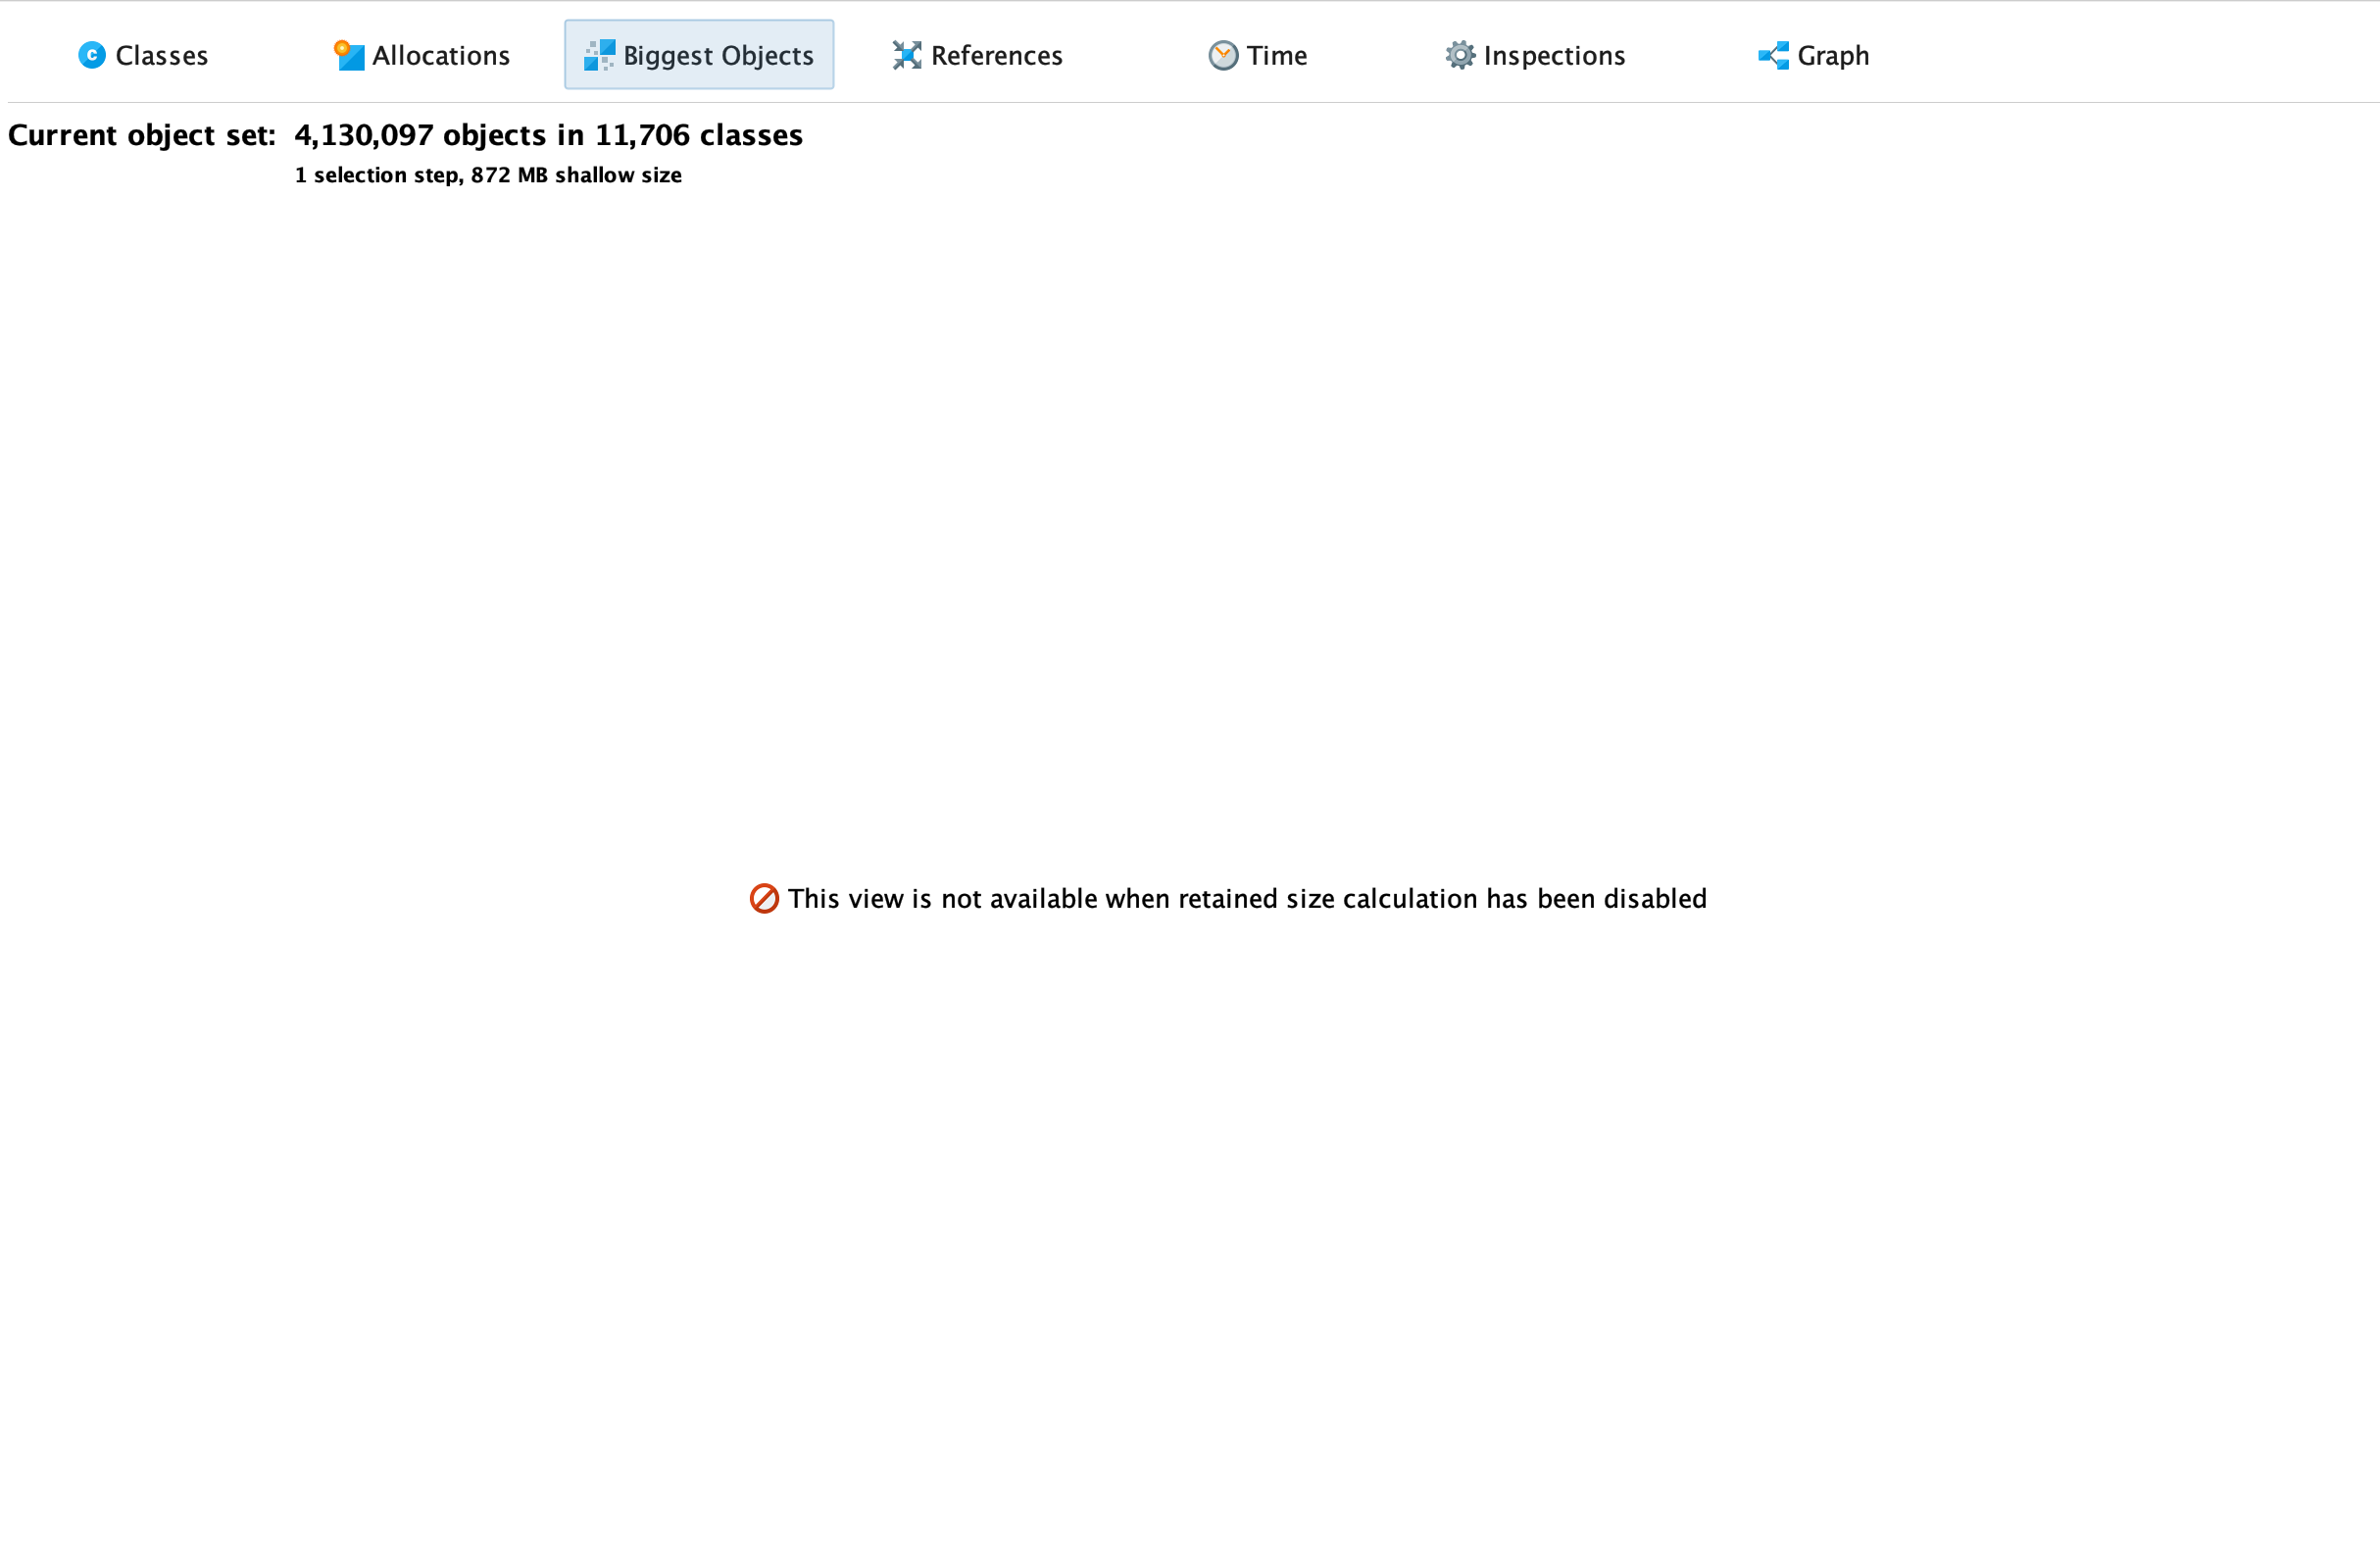 Classes Allocations Biggest Objects References Time Inspections Graph
Current object set: 4,130,097 objects in 11,706 classes
1 selection step, 872 MB shallow size
This view is not available when retained size calculation has been disabled